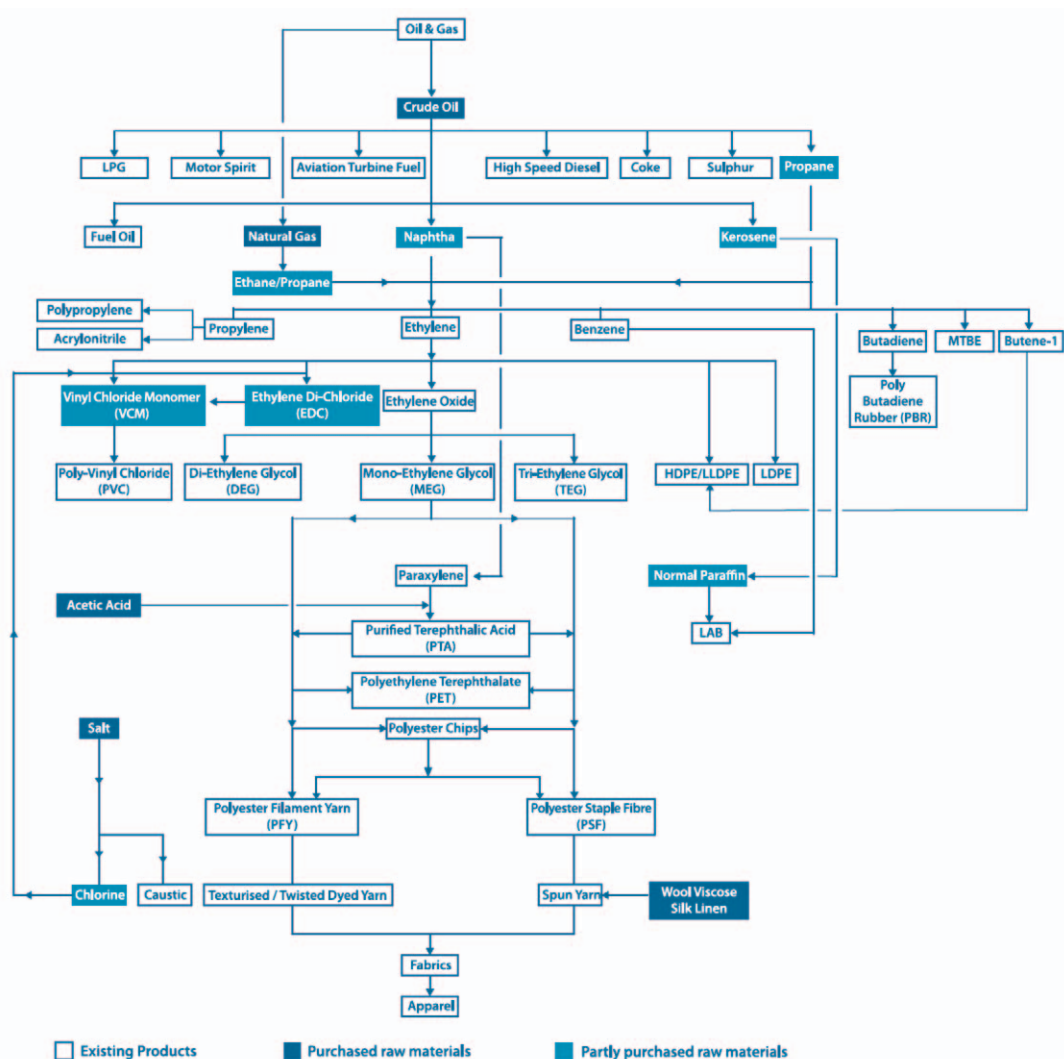 Oil & Gas
Crude Oil
LPG
Motor Spirit
Aviation Turbine Fuel
High Speed Diesel
Coke
Sulphur
Propane
Fuel Oil
Natural Gas
Naphtha
Kerosene
Ethane/Propane
Polypropylene
Acrylonitrile
Propylene
Ethylene
Benzene
Butadiene
MTBE
Butene-1
Vinyl Chloride Monomer
(VCM)
Ethylene Di-Chloride
(EDC)
Ethylene Oxide
Poly
Butadiene
Rubber (PBR)
Poly-Vinyl Chloride
(PVC)
Di-Ethylene Glycol
(DEG)
Mono-Ethylene Glycol
(MEG)
Tri-Ethylene Glycol
(TEG)
HDPE/LLDPE
LDPE
Paraxylene
Normal Paraffin
Acetic Acid
Purified Terephthalic Acid
(PTA)
LAB
Polyethylene Terephthalate
(PET)
Salt
Polyester Chips
Polyester Filament Yarn
(PFY)
Polyester Staple Fibre
(PSF)
Chlorine
Caustic
Texturised / Twisted Dyed Yarn
Spun Yarn
Wool Viscose
Silk Linen
Fabrics
Apparel
Existing Products
Purchased raw materials
Partly purchased raw materials